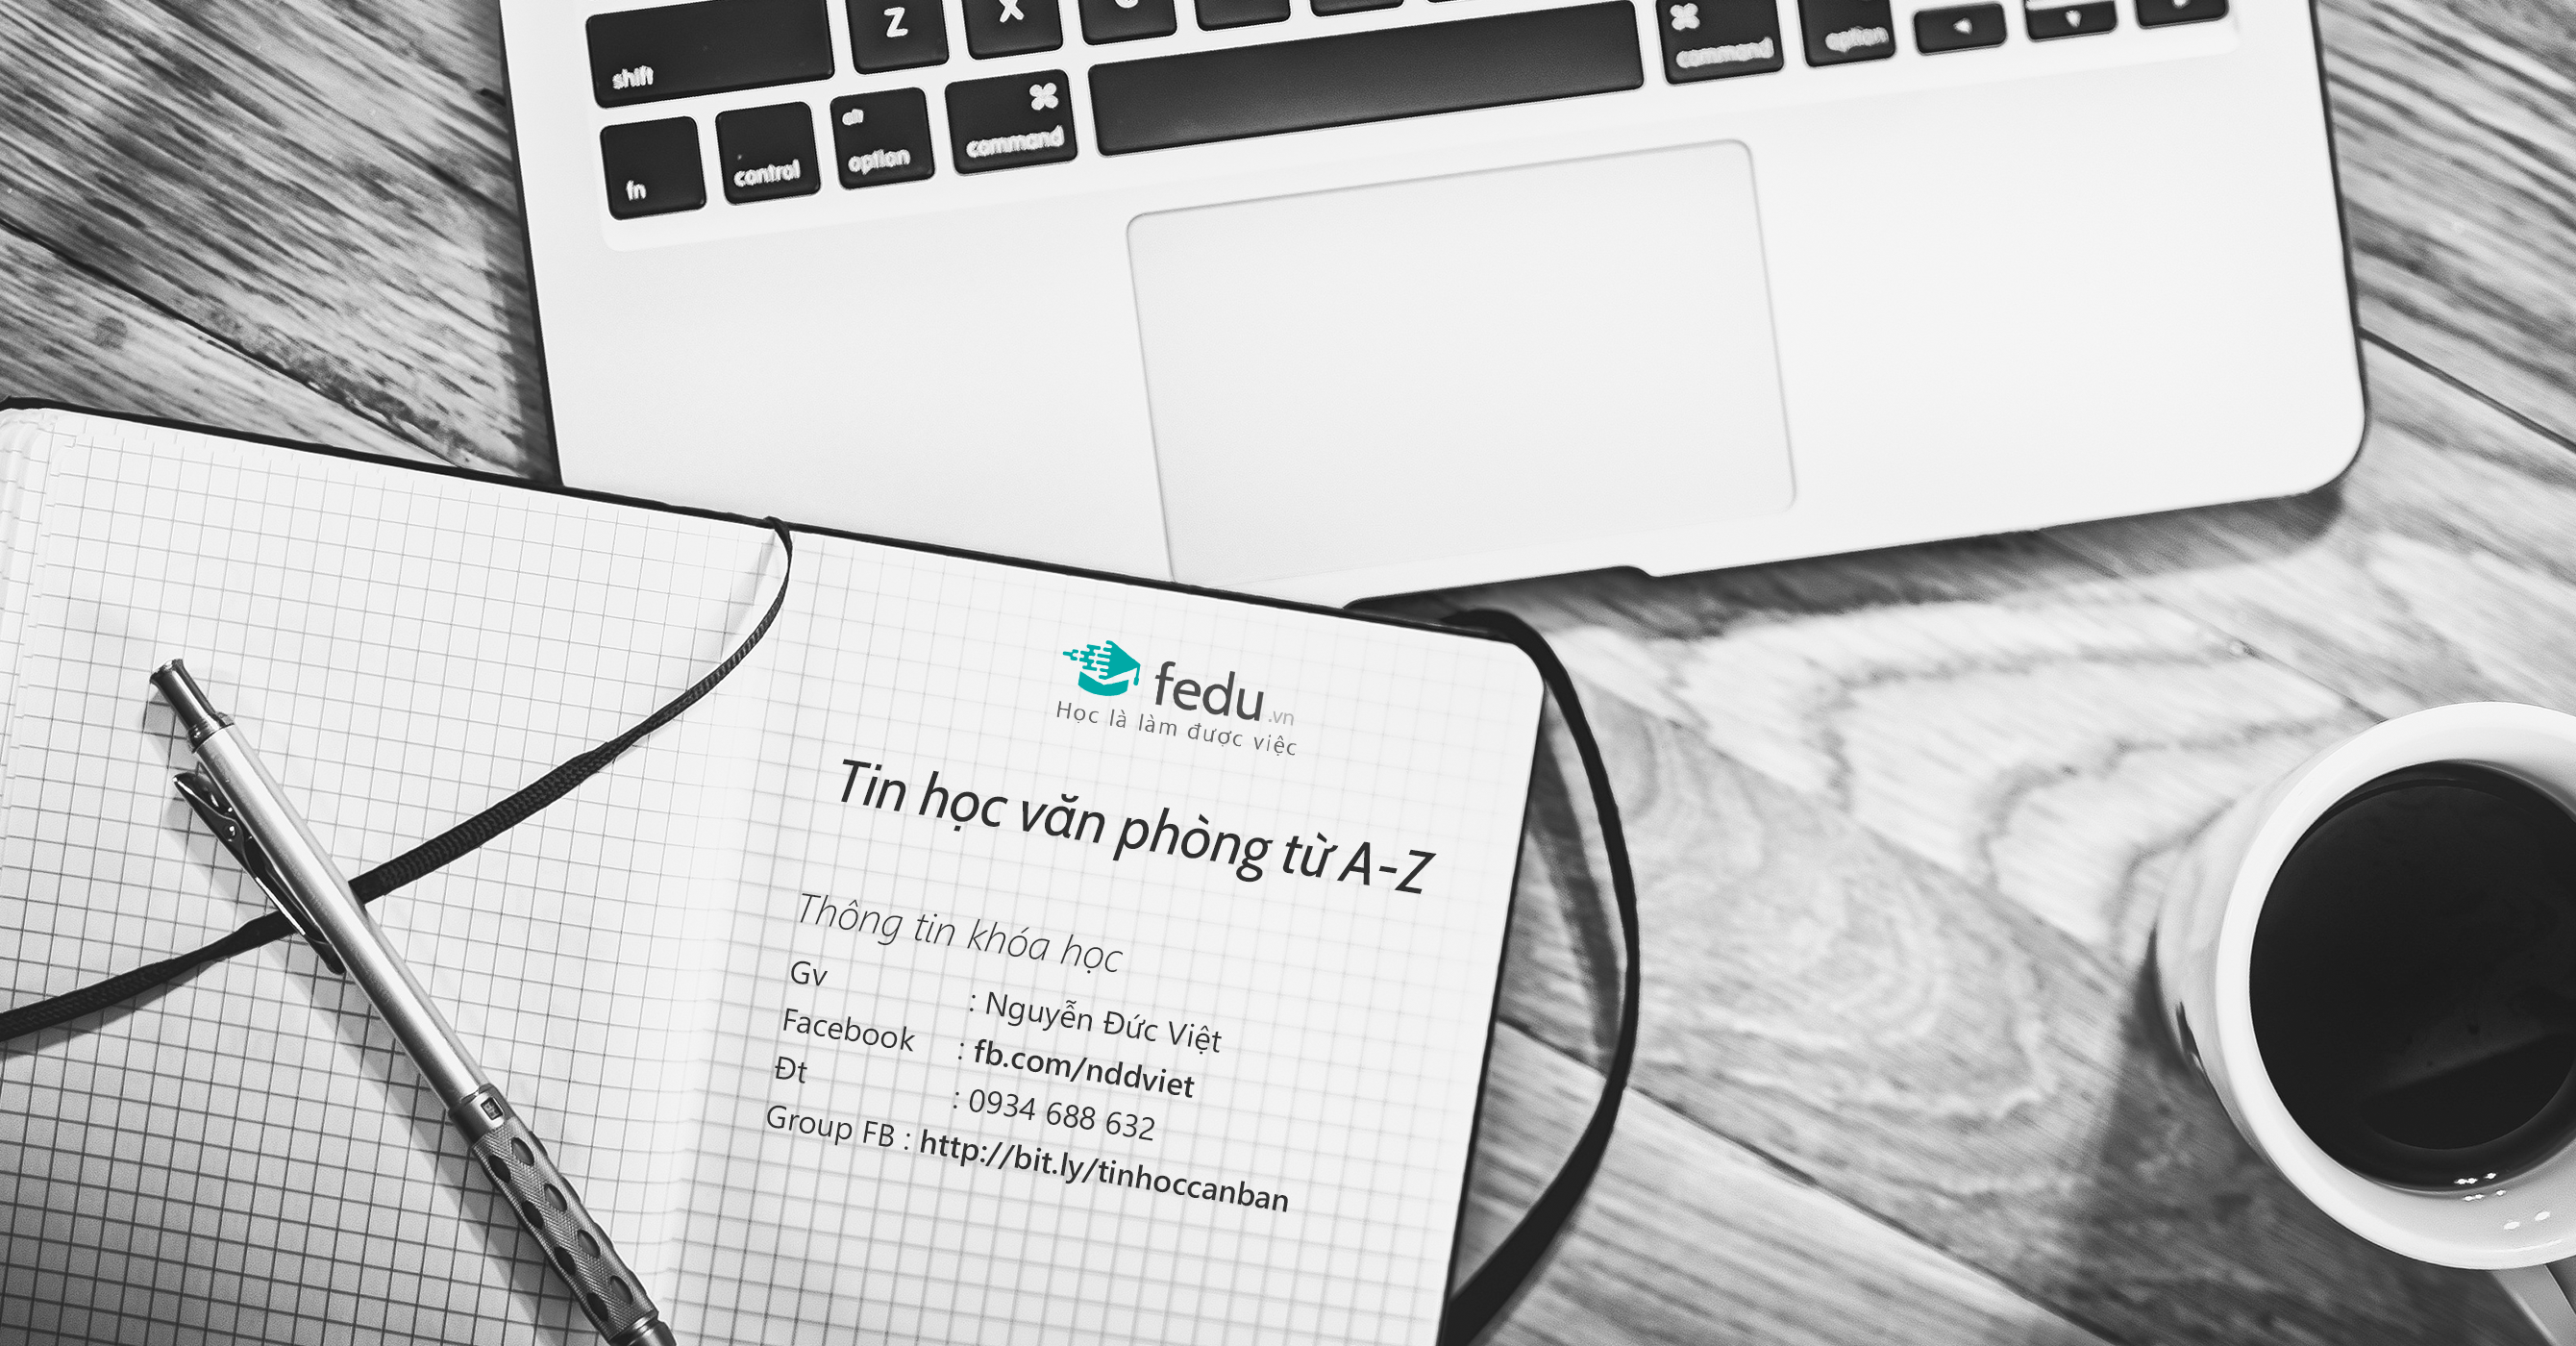 Z X
shift
command
option
fn
control
alt
option
command
fedu.vn
Học là làm được việc
Tin học văn phòng từ A-Z
Thông tin khóa học
Gv : Nguyễn Đức Việt
Facebook : fb.com/nddviet
Đt : 0934 688 632
Group FB : http://bit.ly/tinhoccanban